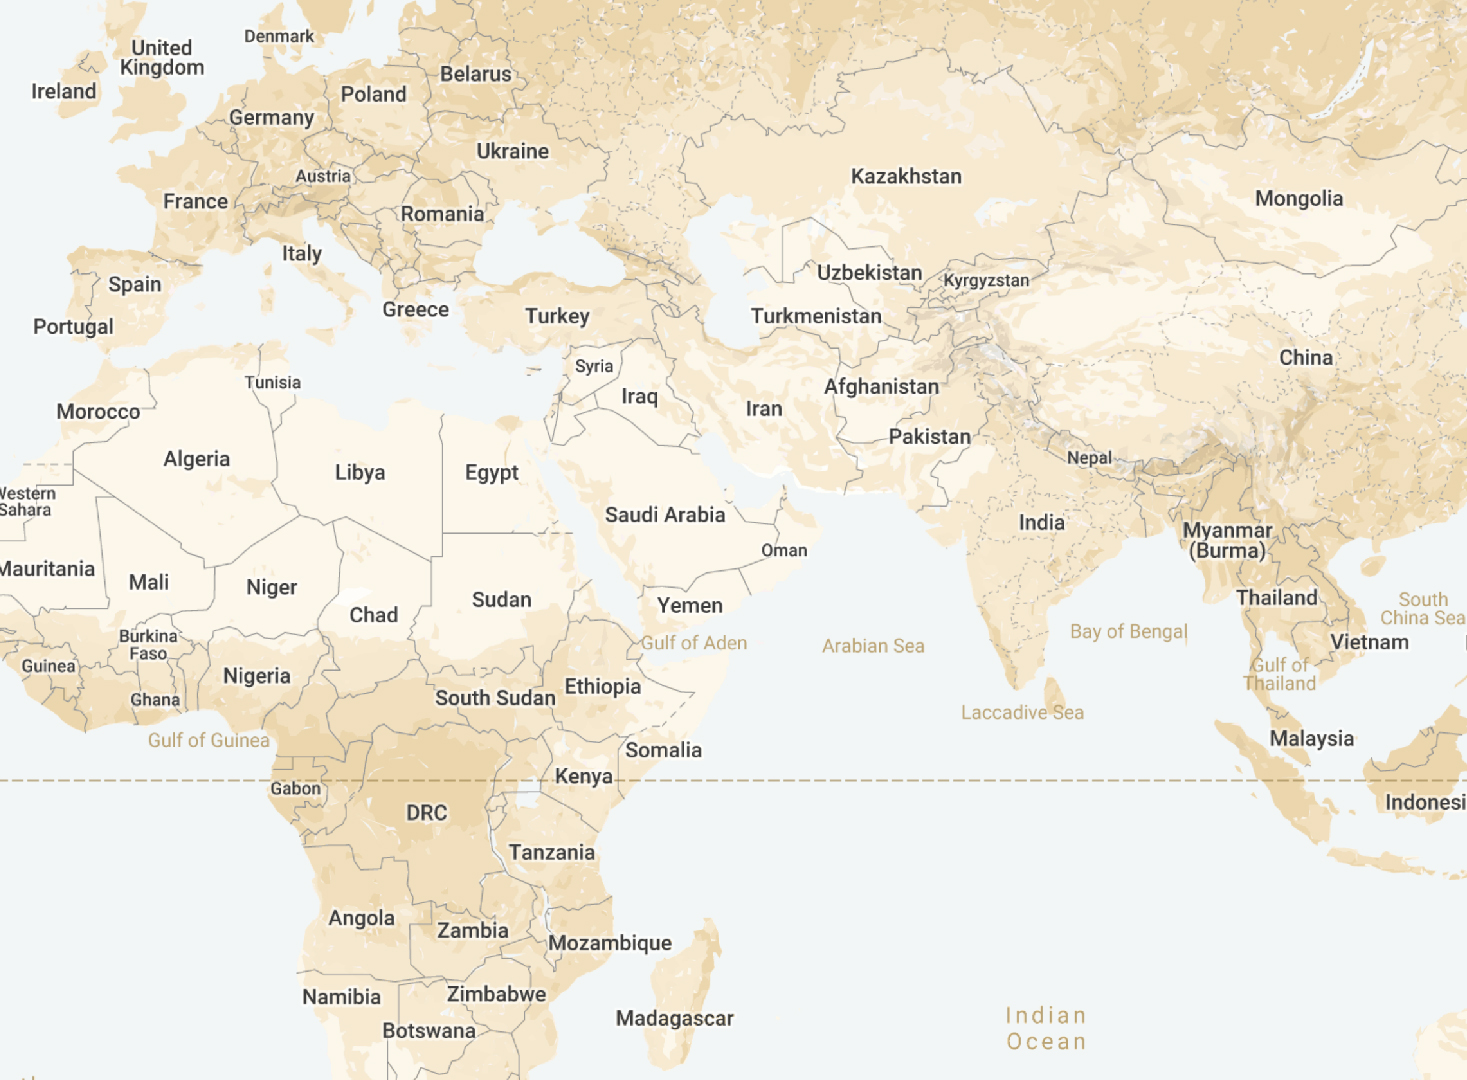 Denmark
United
Kingdom
Ireland
Belarus
Poland
Germany
Ukraine
Austria
France
Romania
Kazakhstan
Mongolia
Italy
Spain
Uzbekistan
Kyrgyzstan
Greece
Turkey
Turkmenistan
Portugal
China
Syria
Tunisia
Afghanistan
Iraq
Iran
Morocco
Pakistan
Algeria
Libya
Egypt
Nepal
Western
Sahara
Saudi Arabia
India
Myanmar
(Burma)
Oman
Mauritania
Mali
Niger
Sudan
Yemen
Thailand
South
China Sea
Chad
Burkina
Faso
Gulf of Aden
Arabian Sea
Bay of Bengal
Vietnam
Guinea
Nigeria
Ethiopia
Gulf of
Thailand
Ghana
South Sudan
Laccadive Sea
Gulf of Guinea
Somalia
Malaysia
Kenya
Gabon
Indonesi
DRC
Tanzania
Angola
Zambia
Mozambique
Namibia
Zimbabwe
Madagascar
Botswana
Indian
Ocean